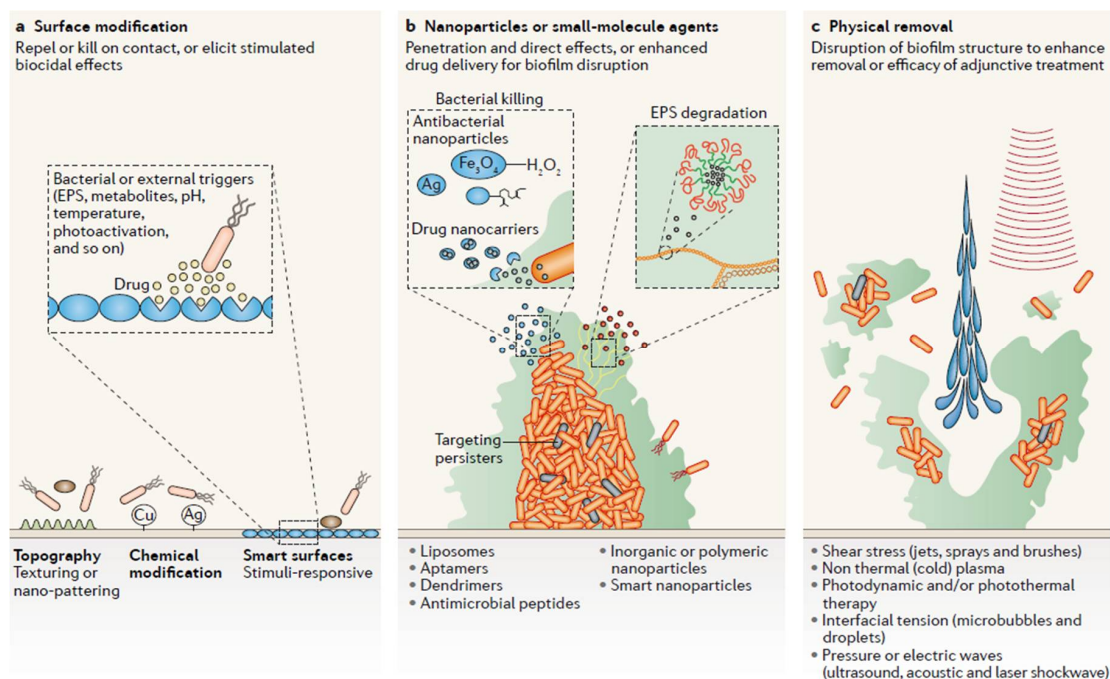 a Surface modification
Repel or kill on contact, or elicit stimulated
biocidal effects
Bacterial or external triggers
(EPS, metabolites, pH,
temperature,
photoactivation,
and so on)
Drug
Cu
Ag
Topography
Texturing or
nano-pattering
Chemical
modification
Smart surfaces
Stimuli-responsive
b Nanoparticles or small-molecule agents
Penetration and direct effects, or enhanced
drug delivery for biofilm disruption
Bacterial killing
Antibacterial
nanoparticles
Fe₃O₄
H₂O₂
Ag
Drug nanocarriers
EPS degradation
Targeting
persisters
• Liposomes
• Aptamers
• Dendrimers
• Antimicrobial peptides
• Inorganic or polymeric
nanoparticles
• Smart nanoparticles
c Physical removal
Disruption of biofilm structure to enhance
removal or efficacy of adjunctive treatment
• Shear stress (jets, sprays and brushes)
• Non thermal (cold) plasma
• Photodynamic and/or photothermal
therapy
• Interfacial tension (microbubbles and
droplets)
• Pressure or electric waves
(ultrasound, acoustic and laser shockwave)